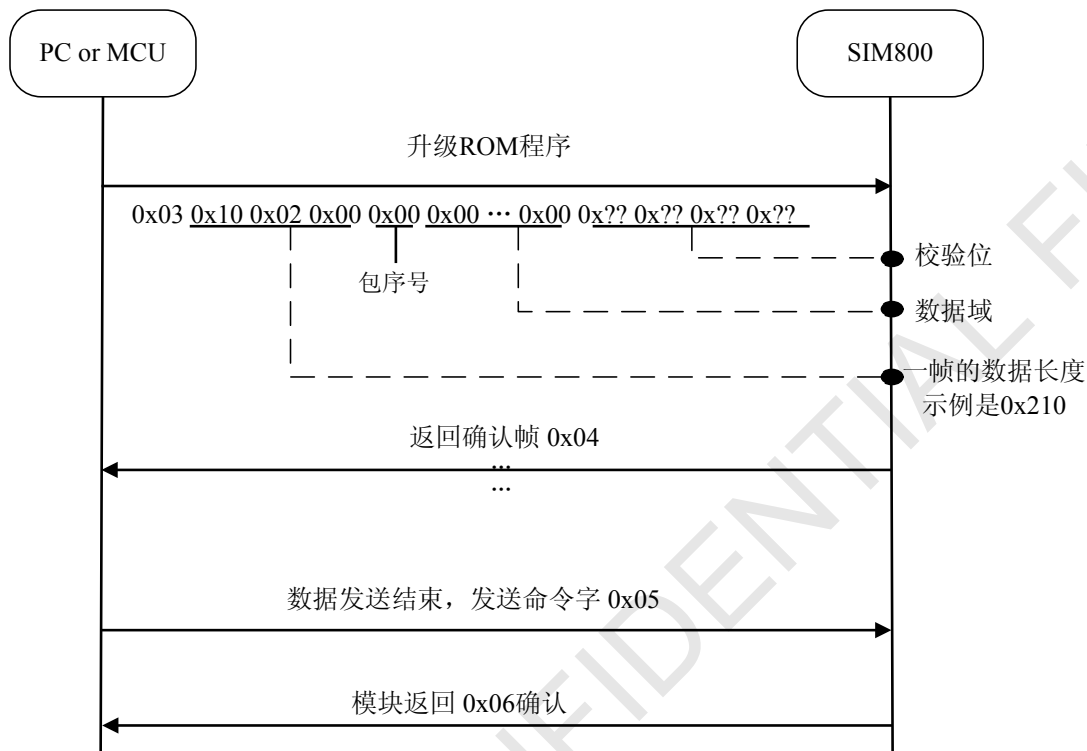 PC or MCU
SIM800
升级ROM程序
0x03 0x10 0x02 0x00 0x00 0x00 ··· 0x00 0x?? 0x?? 0x?? 0x??
包序号
校验位
数据域
一帧的数据长度
示例是0x210
返回确认帧 0x04
...
...
数据发送结束，发送命令字 0x05
模块返回 0x06确认